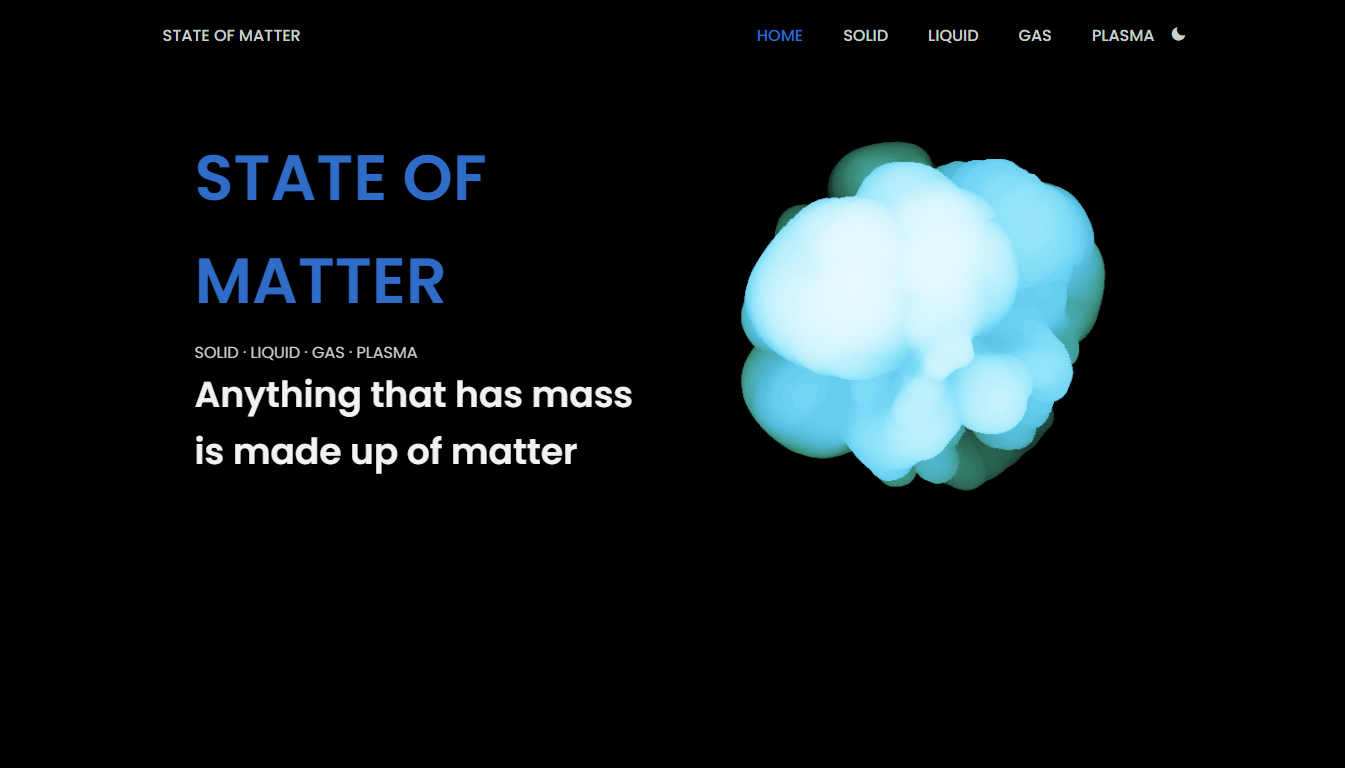 STATE OF MATTER
HOME SOLID LIQUID GAS PLASMA
STATE OF
MATTER
SOLID · LIQUID · GAS · PLASMA
Anything that has mass
is made up of matter